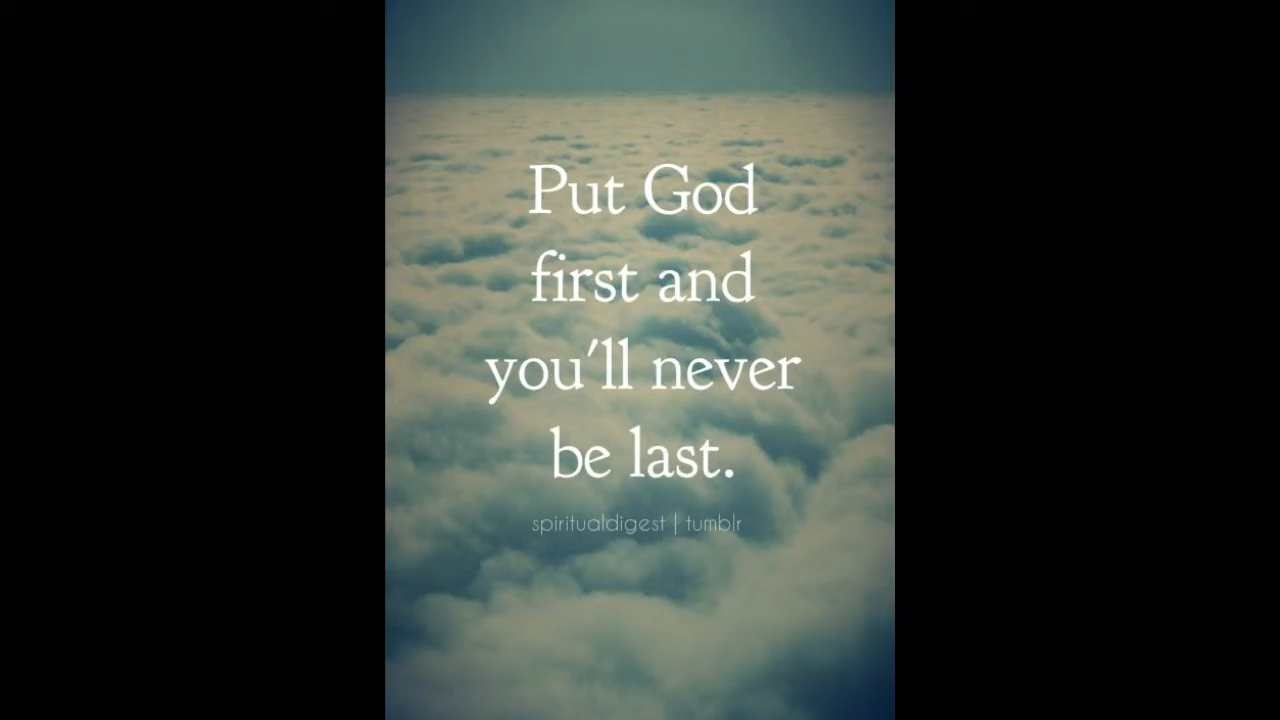 Put God
first and
you'll never
be last.
spiritualdigest | tumblr